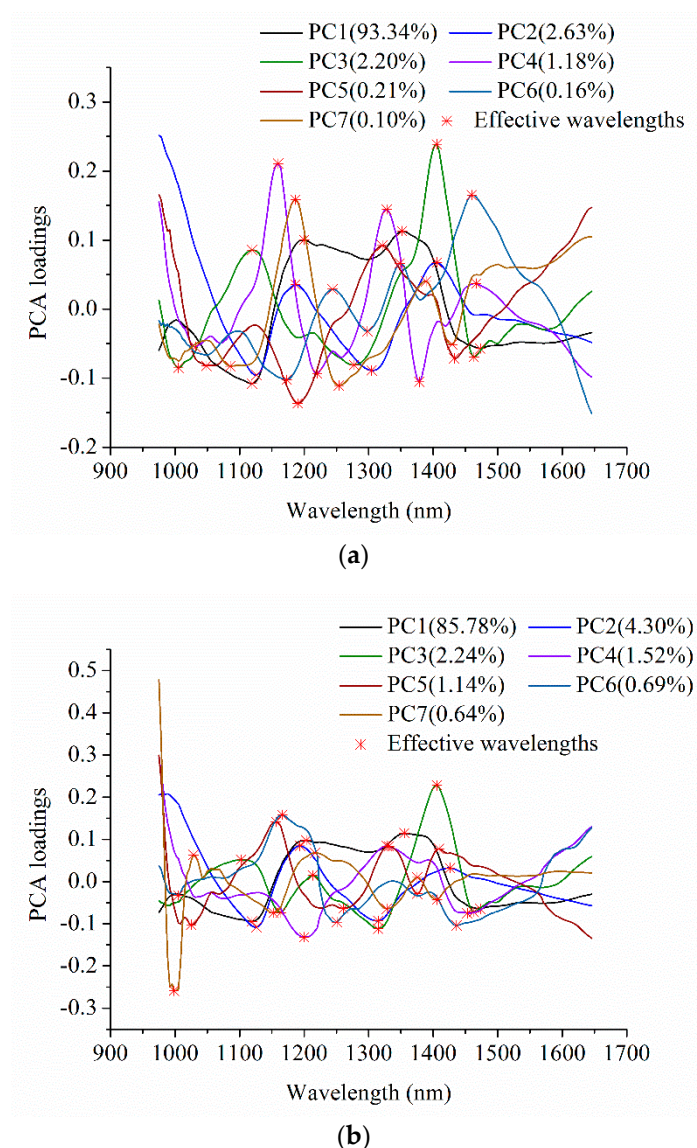 PC1(93.34%) PC2(2.63%)
PC3(2.20%) PC4(1.18%)
PC5(0.21%) PC6(0.16%)
PC7(0.10%) Effective wavelengths
0.3
0.2
0.1
0.0
-0.1
-0.2
PCA loadings
900 1000 1100 1200 1300 1400 1500 1600 1700
Wavelength (nm)
(a)
PC1(85.78%) PC2(4.30%)
PC3(2.24%) PC4(1.52%)
PC5(1.14%) PC6(0.69%)
PC7(0.64%)
Effective wavelengths
0.5
0.4
0.3
0.2
0.1
0.0
-0.1
-0.2
-0.3
PCA loadings
900 1000 1100 1200 1300 1400 1500 1600 1700
Wavelength (nm)
(b)